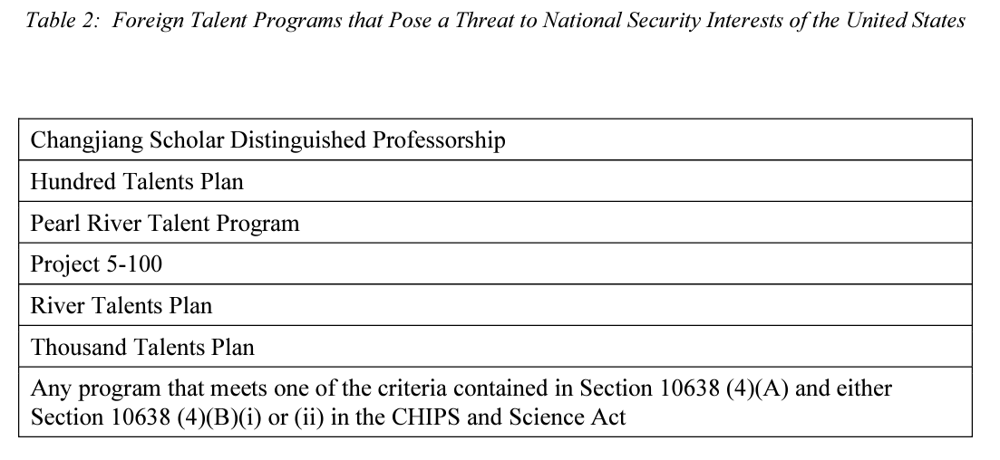 Table 2: Foreign Talent Programs that Pose a Threat to National Security Interests of the United States
Changjiang Scholar Distinguished Professorship
Hundred Talents Plan
Pearl River Talent Program
Project 5-100
River Talents Plan
Thousand Talents Plan
Any program that meets one of the criteria contained in Section 10638 (4)(A) and either
Section 10638 (4)(B)(i) or (ii) in the CHIPS and Science Act